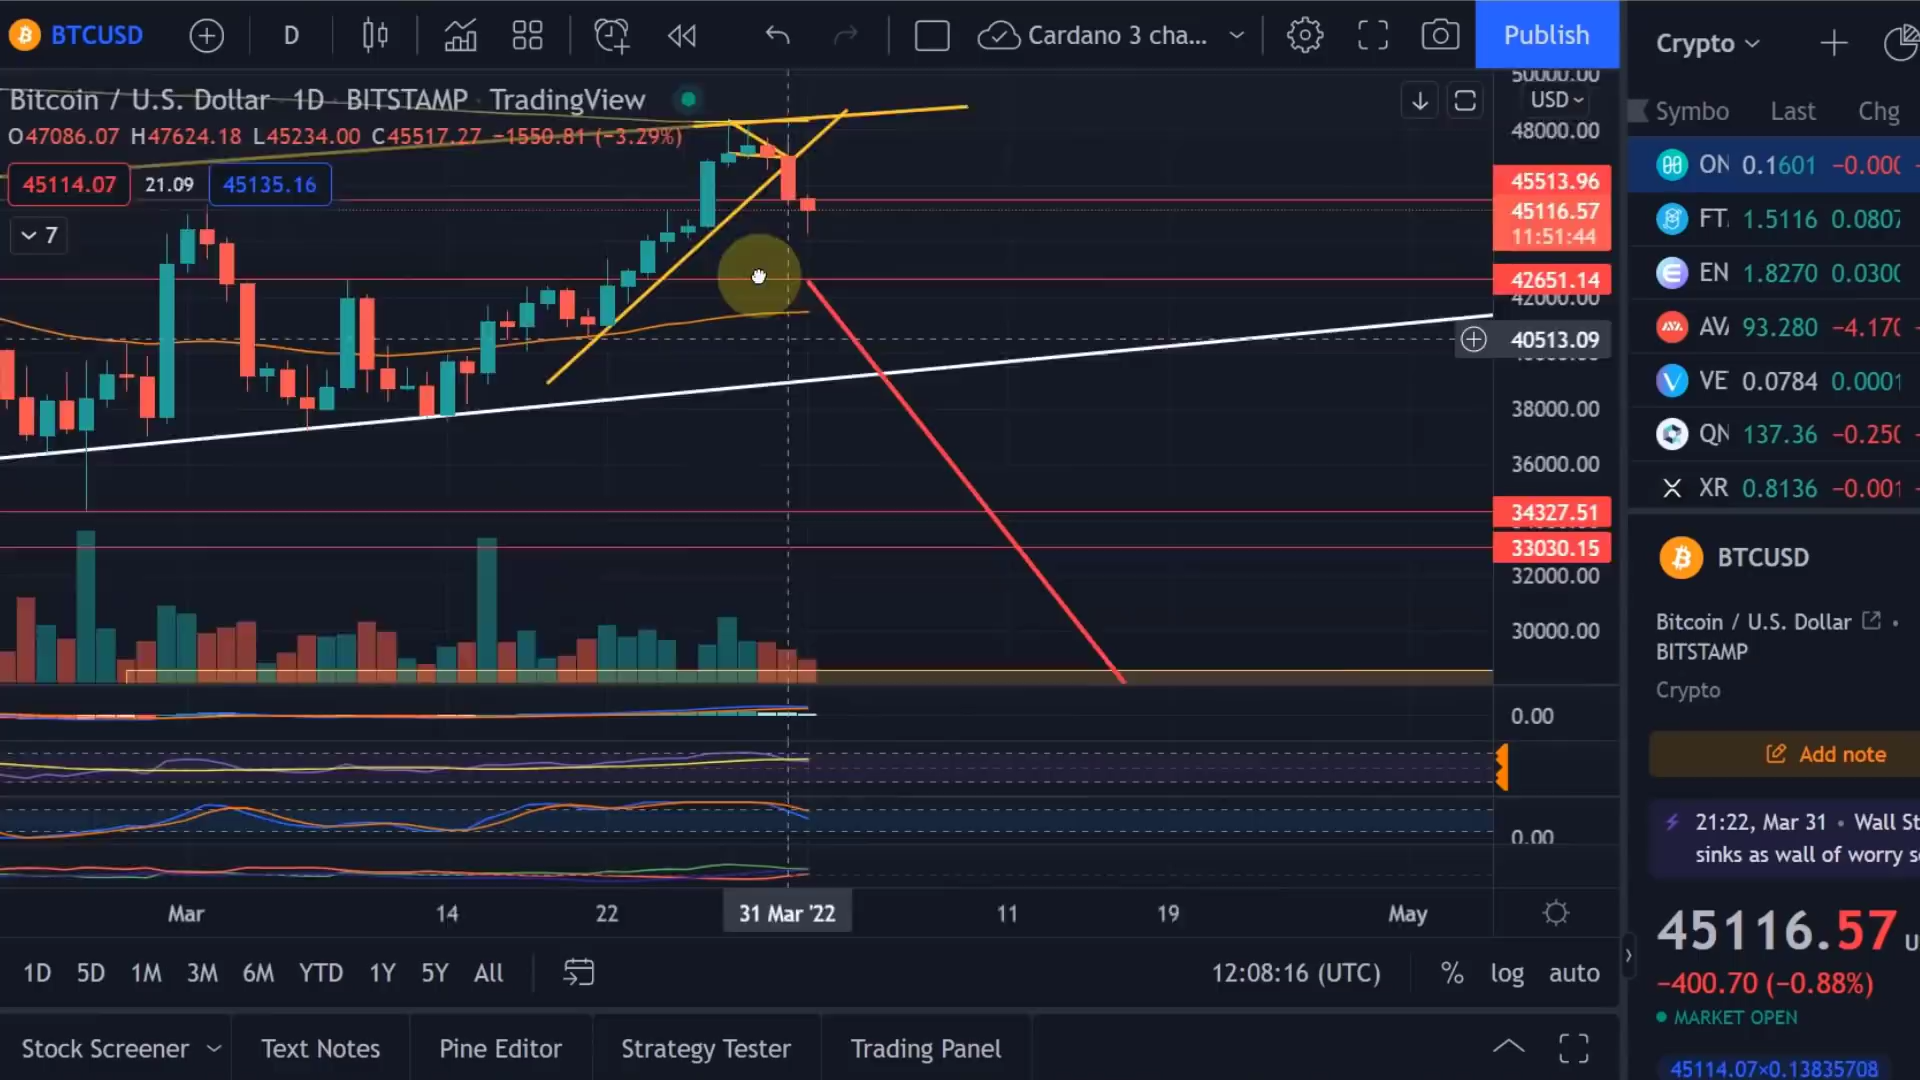 BTCUSD
D
Cardano 3 cha...
Publish
Crypto
Bitcoin / U.S. Dollar · 1D · BITSTAMP · TradingView
O47086.07 H47624.18 L45234.00 C45517.27 −1550.81 (−3.29%)
45114.07 21.09 45135.16
7
USD
48000.00
45513.96
45116.57
11:51:44
42651.14
42000.00
40513.09
38000.00
36000.00
34327.51
33030.15
32000.00
30000.00
0.00
0.00
Mar 14 22 31 Mar '22 11 19 May
1D 5D 1M 3M 6M YTD 1Y 5Y All
12:08:16 (UTC) % log auto
Stock Screener Text Notes Pine Editor Strategy Tester Trading Panel
Symbo Last Chg
ON 0.1601 −0.000
FT 1.5116 0.0807
EN 1.8270 0.0300
AV 93.280 −4.170
VE 0.0784 0.0001
QN 137.36 −0.250
XR 0.8136 −0.001
BTCUSD
Bitcoin / U.S. Dollar
BITSTAMP
Crypto
Add note
21:22, Mar 31 • Wall St
sinks as wall of worry s
45116.57 U
−400.70 (−0.88%)
MARKET OPEN
45114.07×0.13835708